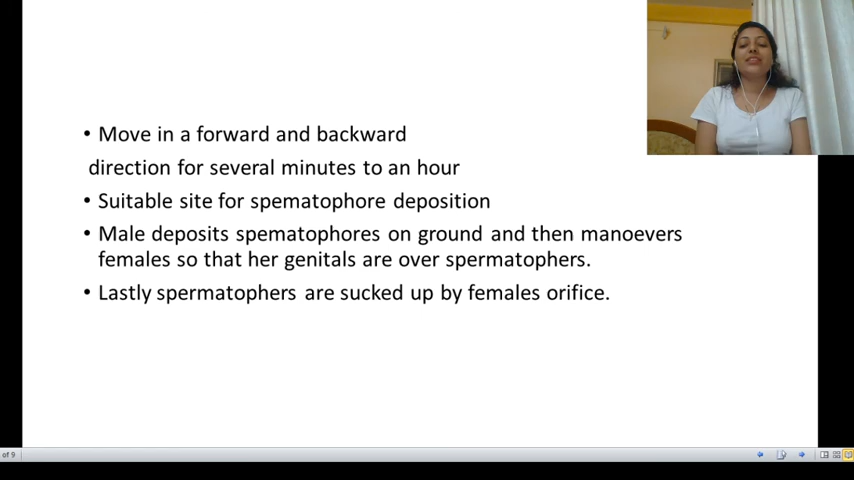 • Move in a forward and backward
direction for several minutes to an hour
• Suitable site for spematophore deposition
• Male deposits spematophores on ground and then manoevers
females so that her genitals are over spermatophers.
• Lastly spermatophers are sucked up by females orifice.
of 9